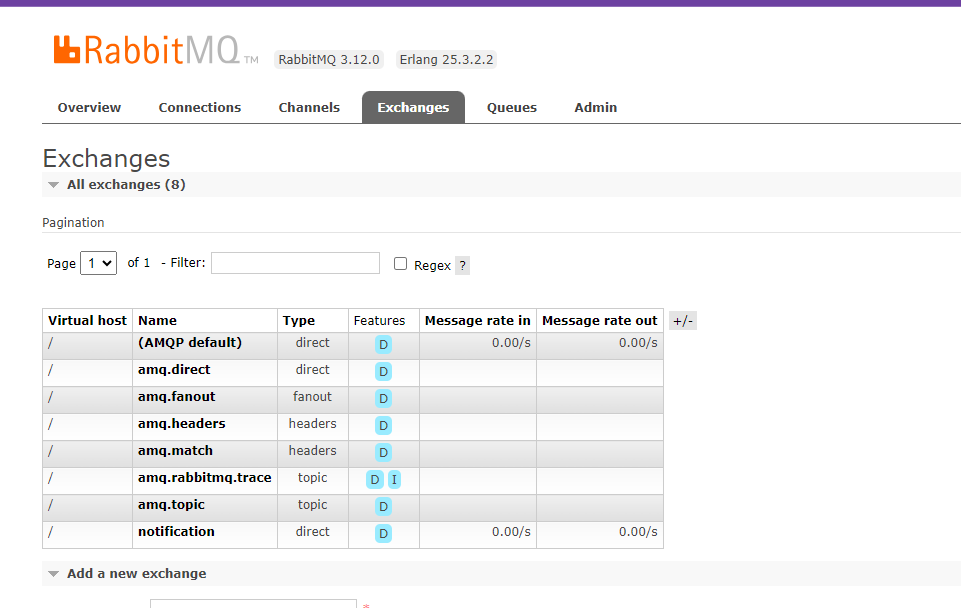 RabbitMQ TM RabbitMQ 3.12.0 Erlang 25.3.2.2
Overview Connections Channels Exchanges Queues Admin
Exchanges
All exchanges (8)
Pagination
Page 1 of 1 - Filter: Regex ?
Virtual host Name Type Features Message rate in Message rate out +/-
/ (AMQP default) direct D 0.00/s 0.00/s
/ amq.direct direct D
/ amq.fanout fanout D
/ amq.headers headers D
/ amq.match headers D
/ amq.rabbitmq.trace topic D I
/ amq.topic topic D
/ notification direct D 0.00/s 0.00/s
Add a new exchange
*